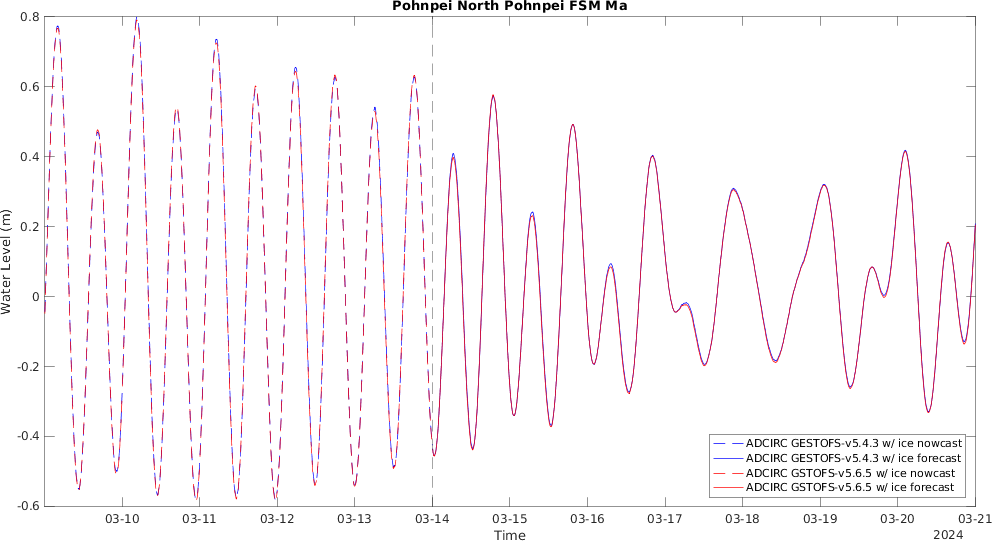 Pohnpei North Pohnpei FSM Ma
Water Level (m)
0.8
0.6
0.4
0.2
0
-0.2
-0.4
-0.6
ADCIRC GESTOFS-v5.4.3 w/ ice nowcast
ADCIRC GESTOFS-v5.4.3 w/ ice forecast
ADCIRC GSTOFS-v5.6.5 w/ ice nowcast
ADCIRC GSTOFS-v5.6.5 w/ ice forecast
03-10 03-11 03-12 03-13 03-14 03-15 03-16 03-17 03-18 03-19 03-20 03-21
Time
2024